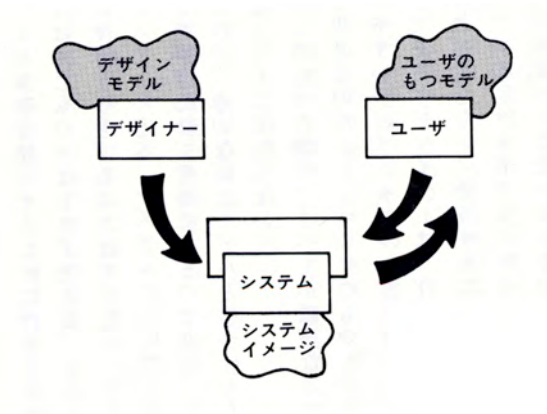 デザイン
モデル
デザイナー
ユーザの
もつモデル
ユーザ
システム
システム
イメージ